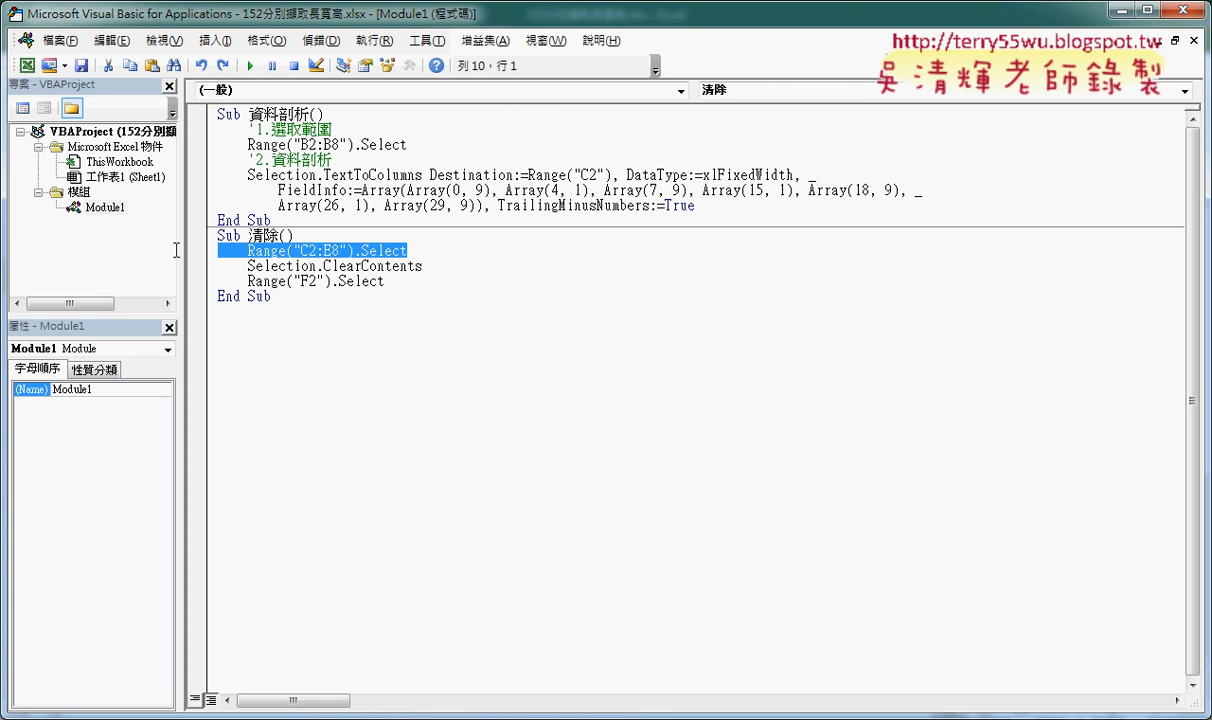 Microsoft Visual Basic for Applications - 152分別擷取長寬高.xlsx - [Module1 (程式碼)]
檔案(F) 編輯(E) 檢視(V) 插入(I) 格式(O) 偵錯(D) 執行(R) 工具(T) 增益集(A) 視窗(W) 說明(H)
http://terry55wu.blogspot.tw
吳清輝老師錄製
列 10，行 1
專案 - VBAProject
(一般)
清除
VBAProject (152分別擷
Microsoft Excel 物件
ThisWorkbook
工作表1 (Sheet1)
模組
Module1
屬性 - Module1
Module1 Module
字母順序 性質分類
(Name) Module1
Sub 資料剖析()
'1.選取範圍
Range("B2:B8").Select
'2.資料剖析
Selection.TextToColumns Destination:=Range("C2"), DataType:=xlFixedWidth, _
FieldInfo:=Array(Array(0, 9), Array(4, 1), Array(7, 9), Array(15, 1), Array(18, 9), _
Array(26, 1), Array(29, 9)), TrailingMinusNumbers:=True
End Sub
Sub 清除()
Range("C2:E8").Select
Selection.ClearContents
Range("F2").Select
End Sub